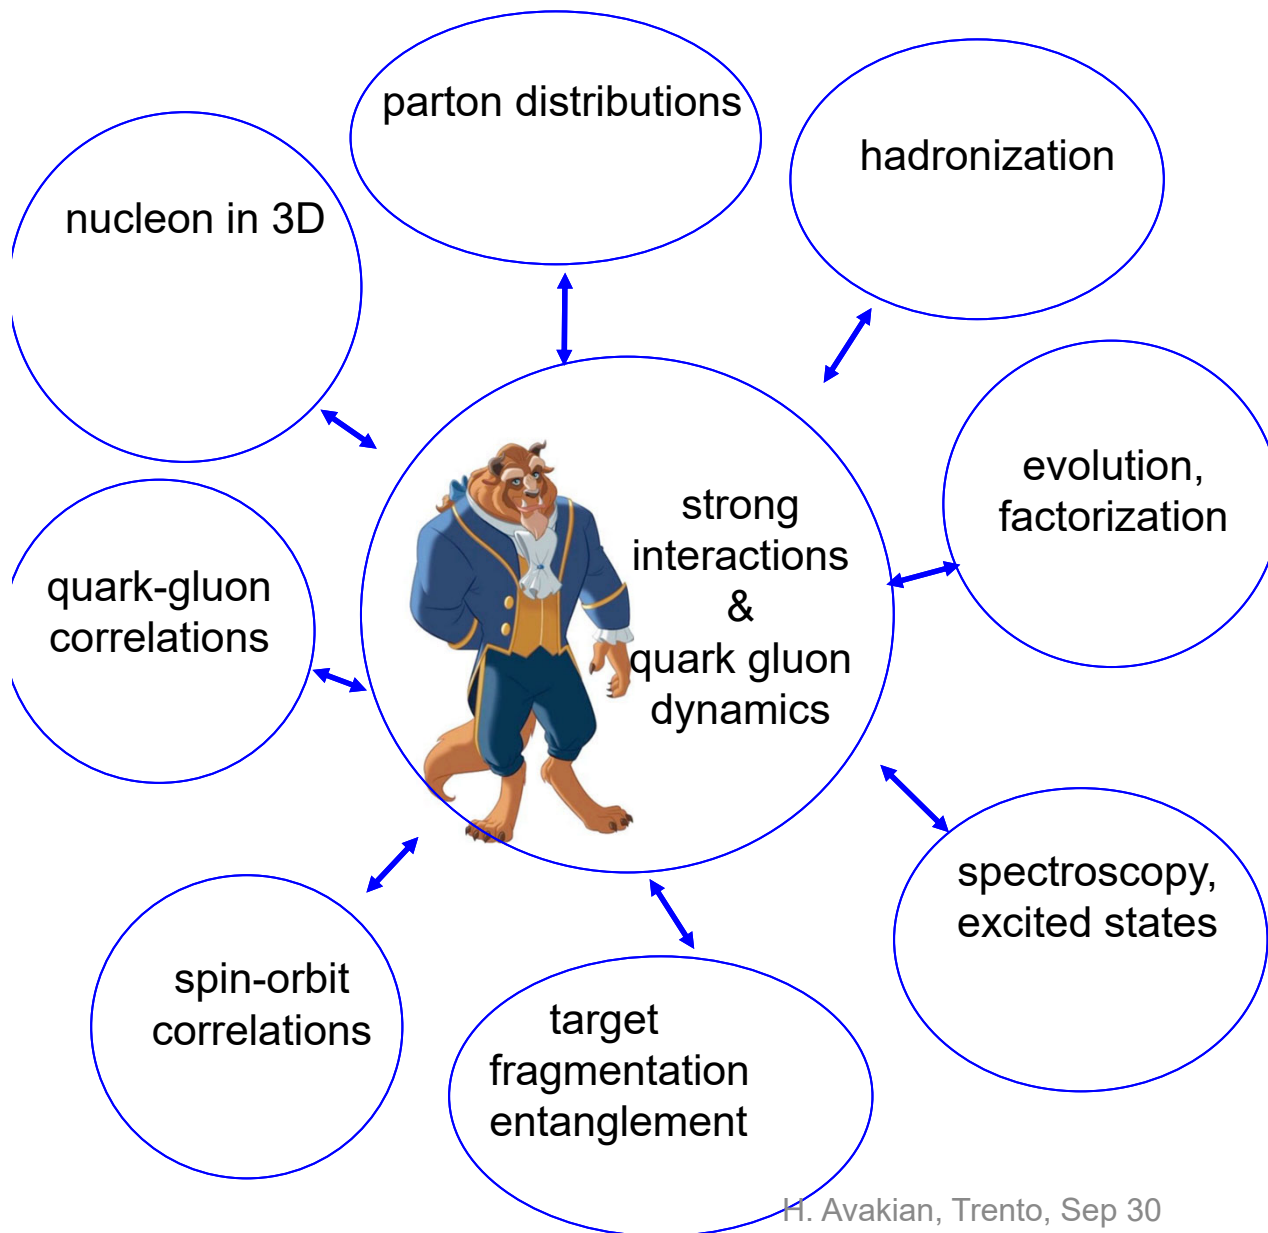 parton distributions
hadronization
nucleon in 3D
evolution,
factorization
strong
interactions
&
quark gluon
dynamics
quark-gluon
correlations
spectroscopy,
excited states
spin-orbit
correlations
target
fragmentation
entanglement
H. Avakian, Trento, Sep 30